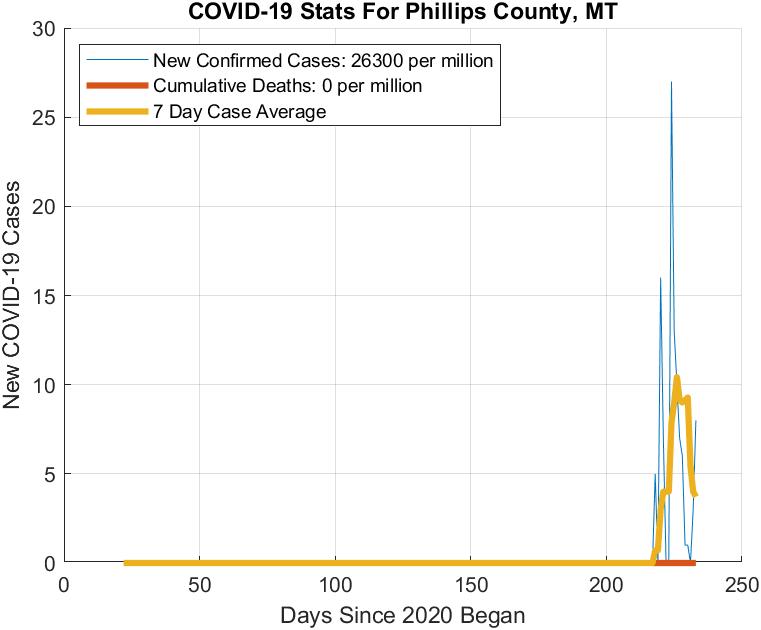 COVID-19 Stats For Phillips County, MT
New Confirmed Cases: 26300 per million
Cumulative Deaths: 0 per million
7 Day Case Average
New COVID-19 Cases
30
25
20
15
10
5
0
0 50 100 150 200 250
Days Since 2020 Began